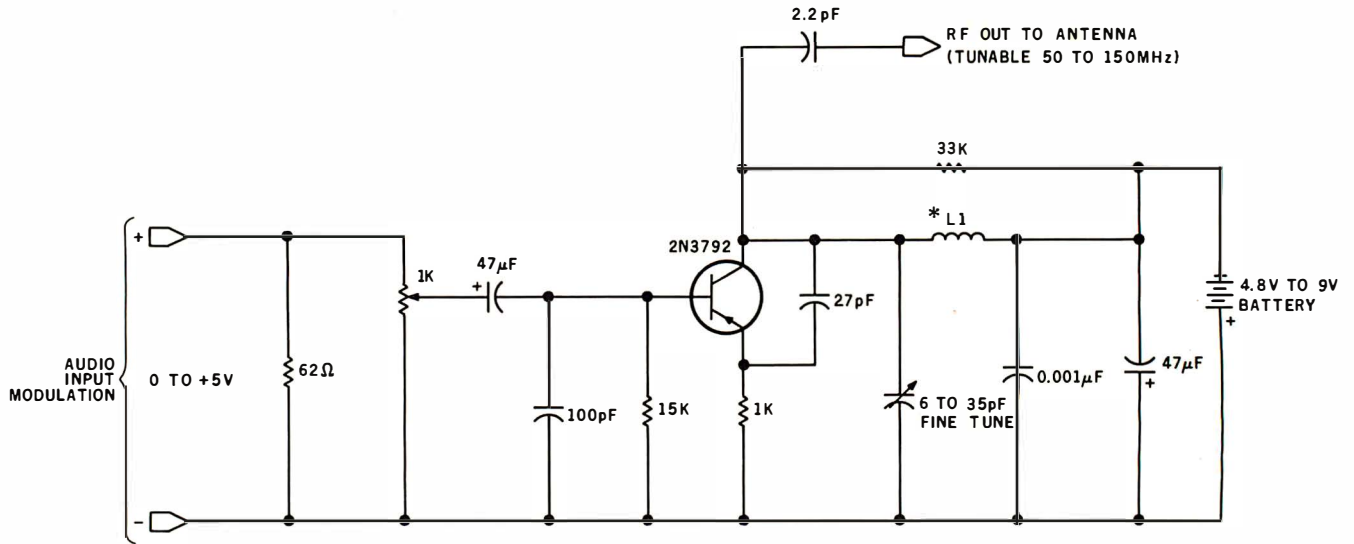 2.2pF
RF OUT TO ANTENNA
(TUNABLE 50 TO 150MHz)
33K
*L1
2N3792
+
1K
47µF
+
27pF
4.8V TO 9V
BATTERY
+
AUDIO
INPUT
MODULATION
0 TO +5V
62Ω
100pF
15K
1K
6 TO 35pF
FINE TUNE
0.001µF
47µF
+
-